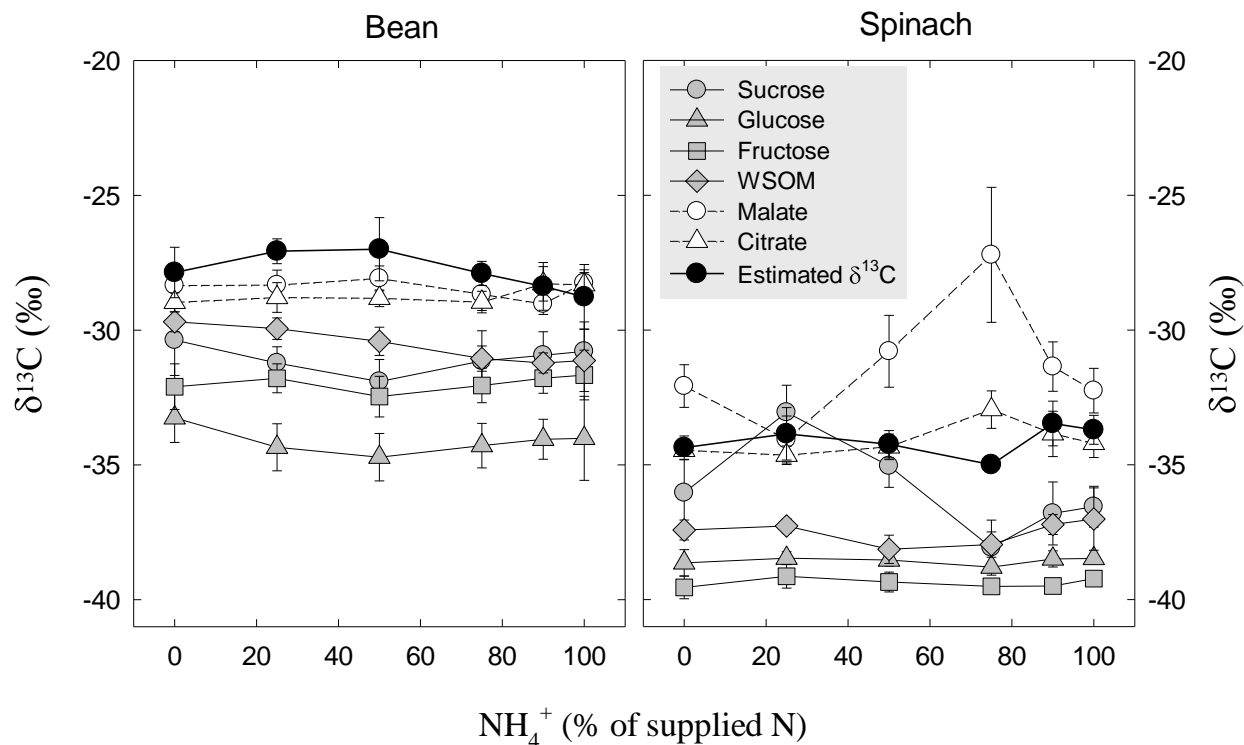 Bean
Spinach
-20
-25
-30
-35
-40
δ¹³C (‰)
0 20 40 60 80 100
Sucrose
Glucose
Fructose
WSOM
Malate
Citrate
Estimated δ¹³C
-20
-25
-30
-35
-40
δ¹³C (‰)
0 20 40 60 80 100
NH₄⁺ (% of supplied N)